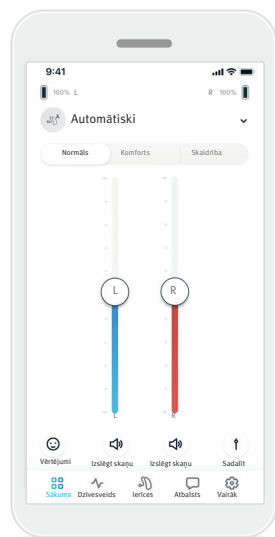 9:41
100% L R 100%
A Automātiski
Normāls Komforts Skaidrība
L R
L R
Vērtējumi Izslēgt skaņu Izslēgt skaņu Sadalīt
Sākums Dzīvesveids Ierīces Atbalsts Vairāk